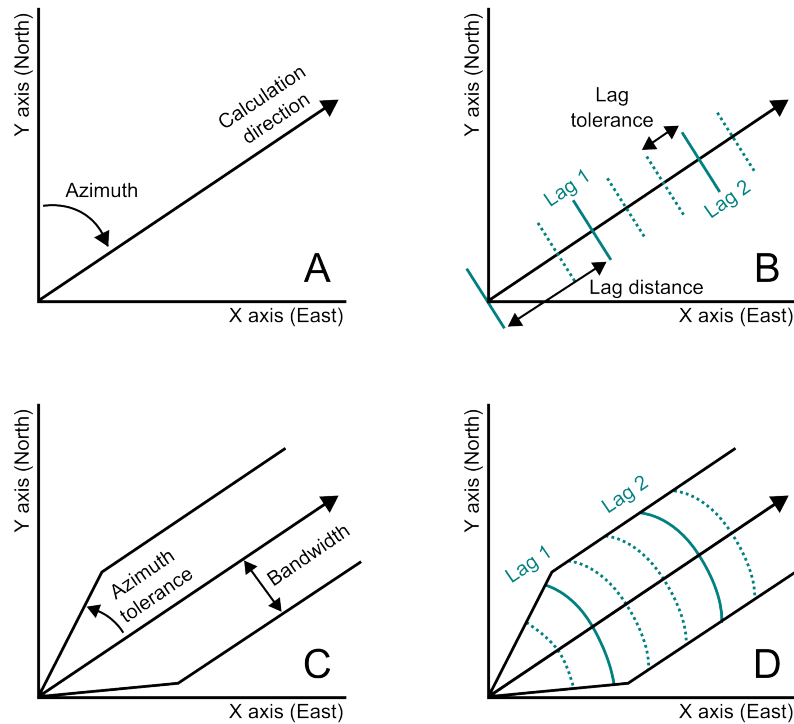 Y axis (North)
Calculation
direction
Azimuth
A
X axis (East)
Y axis (North)
Lag
tolerance
Lag 1
Lag 2
B
Lag distance
X axis (East)
Y axis (North)
Azimuth
tolerance
Bandwidth
C
X axis (East)
Y axis (North)
Lag 2
Lag 1
D
X axis (East)